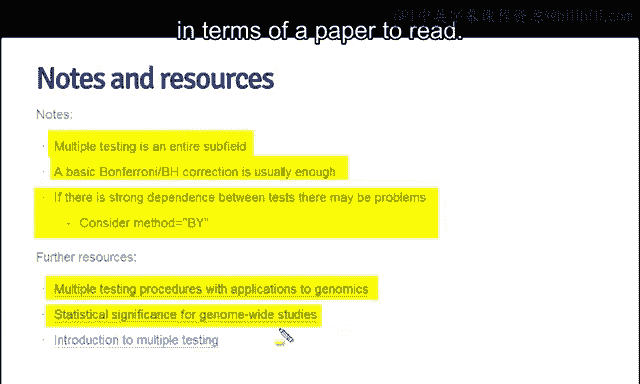 in terms of a paper to read.
Notes and resources
Notes:
· Multiple testing is an entire subfield
· A basic Bonferroni/BH correction is usually enough
· If there is strong dependence between tests there may be problems
- Consider method="BY"
Further resources:
· Multiple testing procedures with applications to genomics
· Statistical significance for genome-wide studies
· Introduction to multiple testing